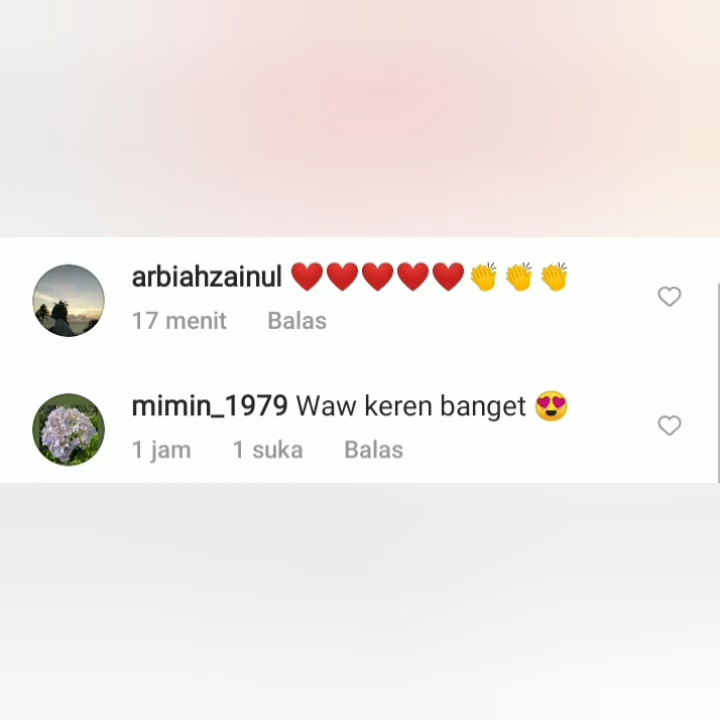 arbiahzainul ❤️❤️❤️❤️❤️👏👏👏
17 menit Balas
mimin_1979 Waw keren banget 😍
1 jam 1 suka Balas